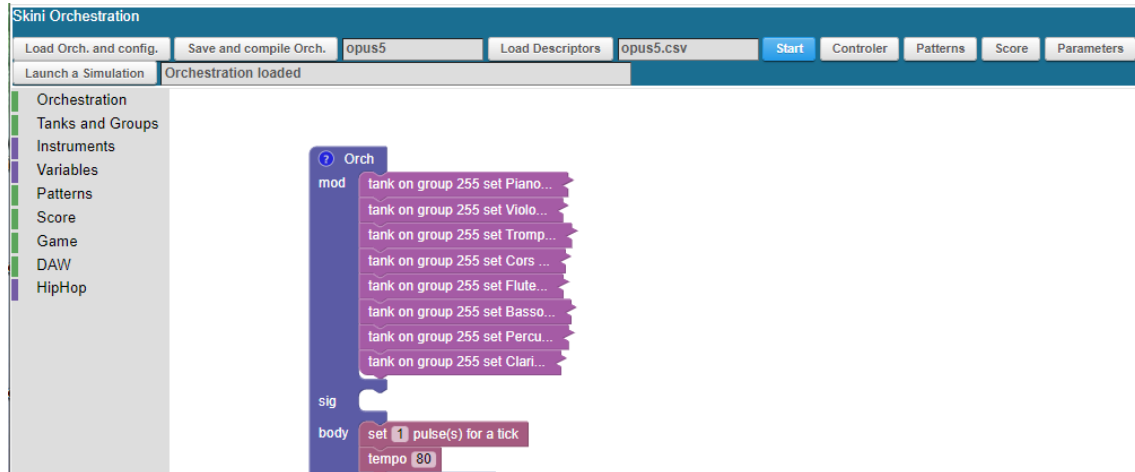 Skini Orchestration
Load Orch. and config. Save and compile Orch. opus5 Load Descriptors opus5.csv Start Controler Patterns Score Parameters
Launch a Simulation Orchestration loaded
Orchestration
Tanks and Groups
Instruments
Variables
Patterns
Score
Game
DAW
HipHop
? Orch
mod tank on group 255 set Piano...
tank on group 255 set Violo...
tank on group 255 set Tromp...
tank on group 255 set Cors ...
tank on group 255 set Flute...
tank on group 255 set Basso...
tank on group 255 set Percu...
tank on group 255 set Clari...
sig
body set 1 pulse(s) for a tick
tempo 80